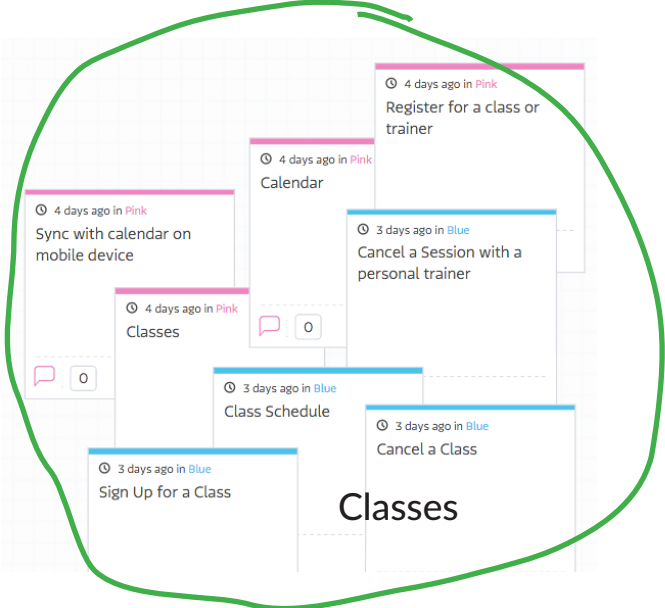 4 days ago in Pink
Register for a class or
trainer
4 days ago in Pink
Calendar
0
4 days ago in Pink
Sync with calendar on
mobile device
0
3 days ago in Blue
Cancel a Session with a
personal trainer
4 days ago in Pink
Classes
3 days ago in Blue
Class Schedule
3 days ago in Blue
Cancel a Class
3 days ago in Blue
Sign Up for a Class
Classes